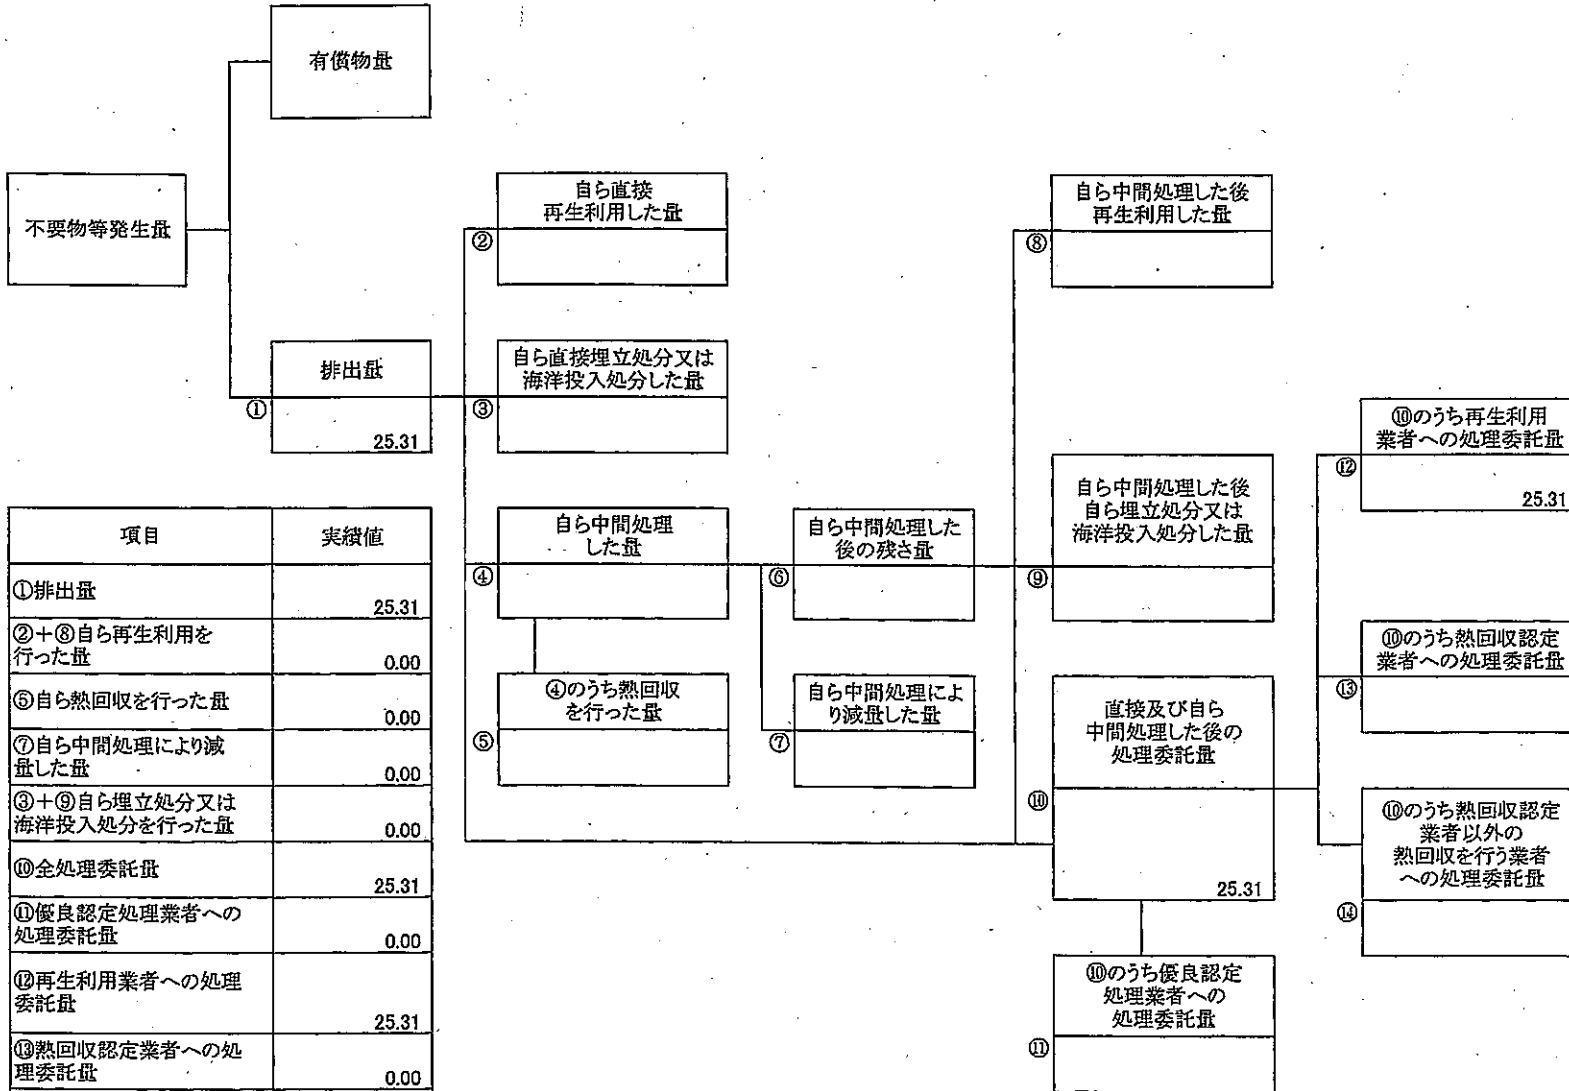 有償物量
不要物等発生量
自ら直接
再生利用した量
②
自ら中間処理した後
再生利用した量
⑧
排出量
①
25.31
自ら直接埋立処分又は
海洋投入処分した量
③
⑩のうち再生利用
業者への処理委託量
⑫
25.31
自ら中間処理
した量
④
自ら中間処理した
後の残さ量
⑥
自ら中間処理した後
自ら埋立処分又は
海洋投入処分した量
⑨
⑩のうち熱回収認定
業者への処理委託量
⑬
④のうち熱回収
を行った量
⑤
自ら中間処理によ
り減量した量
⑦
直接及び自ら
中間処理した後の
処理委託量
⑩
25.31
⑩のうち熱回収認定
業者以外の
熱回収を行う業者
への処理委託量
⑭
⑩のうち優良認定
処理業者への
処理委託量
⑪
項目 実績値
①排出量 25.31
②+⑧自ら再生利用を
行った量 0.00
⑤自ら熱回収を行った量 0.00
⑦自ら中間処理により減
量した量 0.00
③+⑨自ら埋立処分又は
海洋投入処分を行った量 0.00
⑩全処理委託量 25.31
⑪優良認定処理業者への
処理委託量 0.00
⑫再生利用業者への処理
委託量 25.31
⑬熱回収認定業者への処
理委託量 0.00